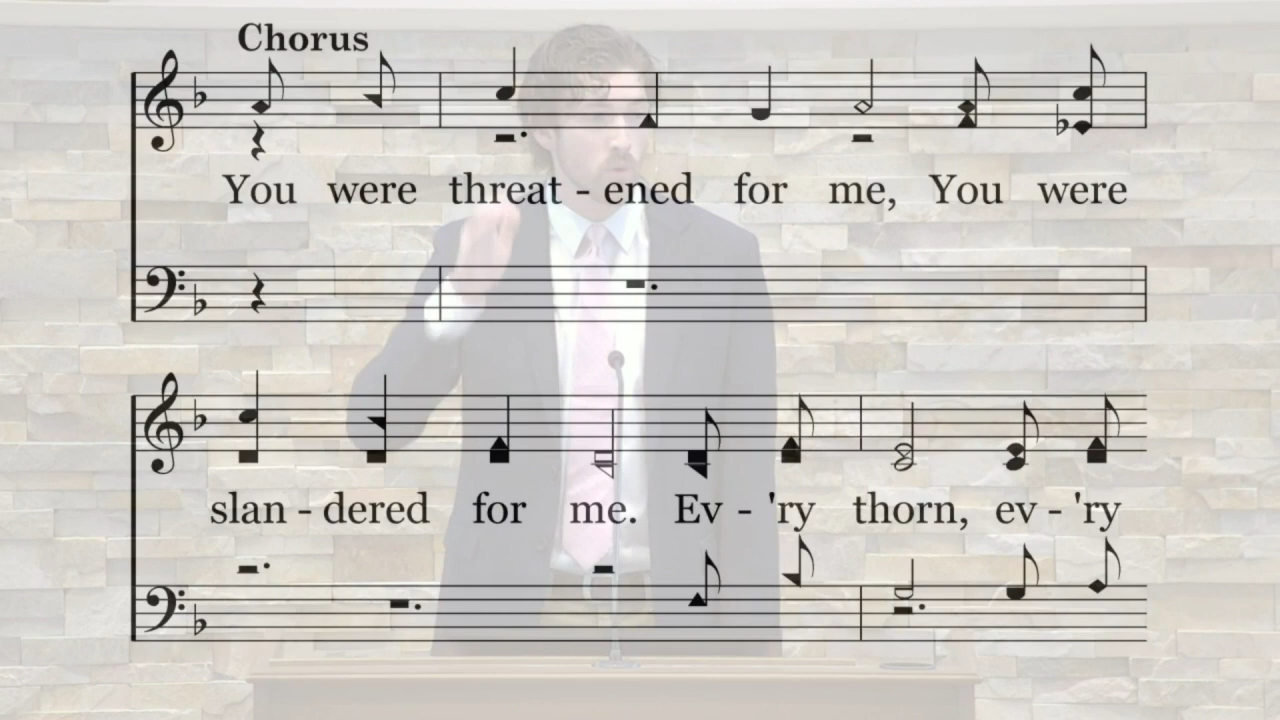 Chorus
You were threat - ened for me, You were
slan - dered for me. Ev - 'ry thorn, ev - 'ry